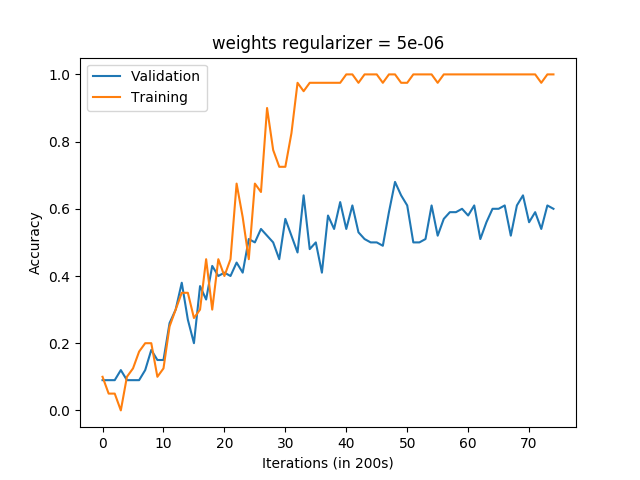 weights regularizer = 5e-06
Validation
Training
1.0
0.8
0.6
0.4
0.2
0.0
Accuracy
0 10 20 30 40 50 60 70
Iterations (in 200s)